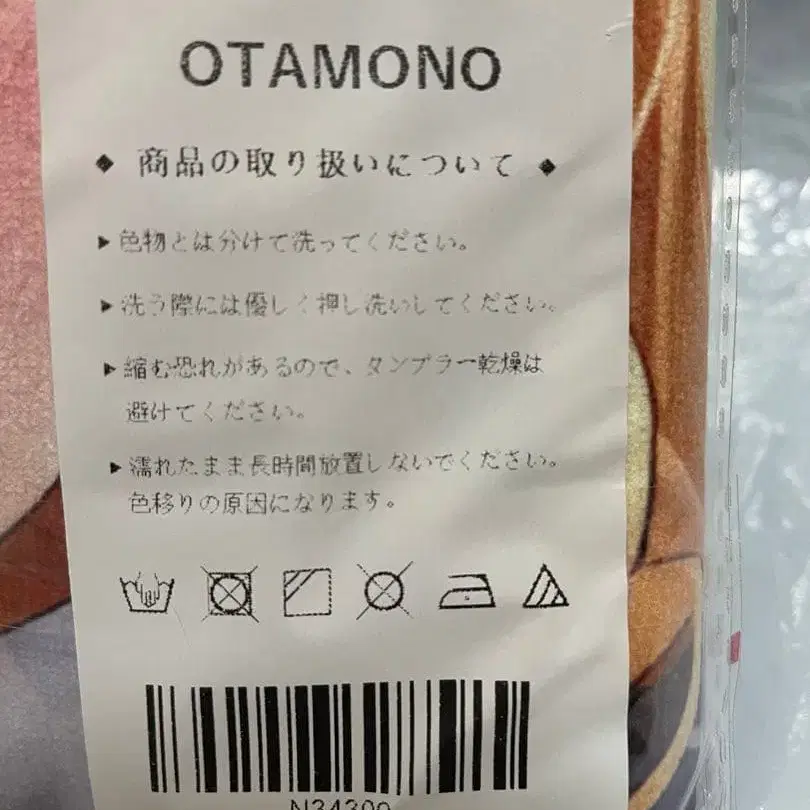 OTAMONO
◆ 商品の取り扱いについて ◆
▶色物とは分けて洗ってください。
▶洗う際には優しく押し洗いしてください。
▶縮む恐れがあるので、タンブラー乾燥は
避けてください。
▶濡れたまま長時間放置しないでください。
色移りの原因になります。